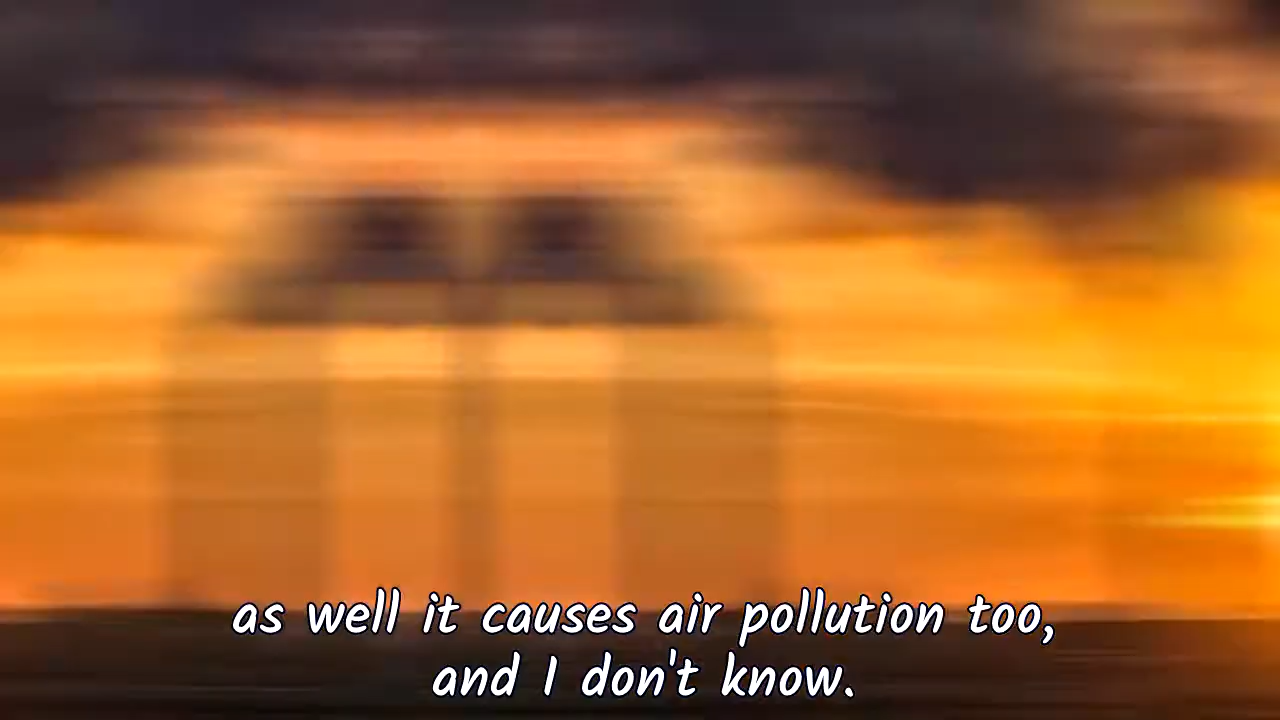 as well it causes air pollution too,
and I don't know.